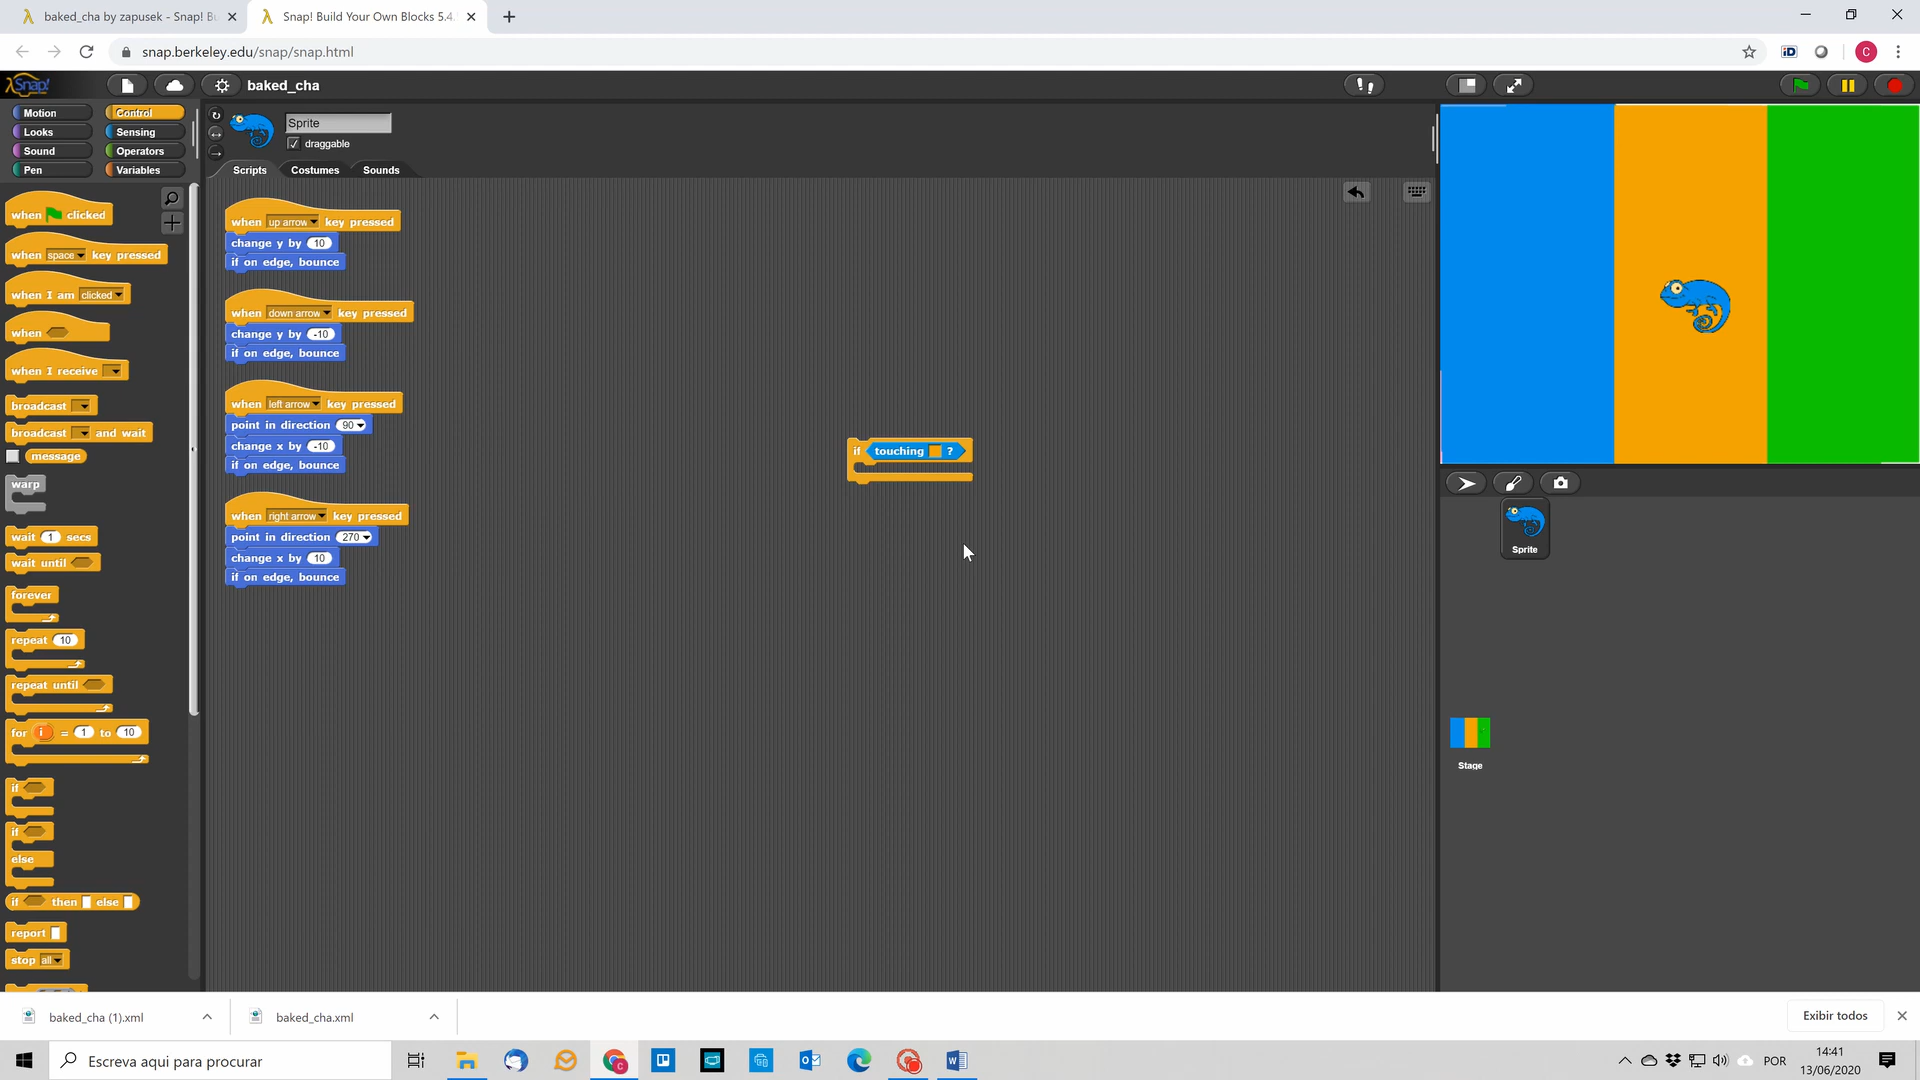 baked_cha by zapusek - Snap! Bu
Snap! Build Your Own Blocks 5.4.
snap.berkeley.edu/snap/snap.html
iD
C
Snap!
baked_cha
Motion
Control
Looks
Sensing
Sound
Operators
Pen
Variables
Sprite
draggable
Scripts
Costumes
Sounds
when clicked
when space key pressed
when I am clicked
when
when I receive
broadcast
broadcast and wait
message
warp
wait 1 secs
wait until
forever
repeat 10
repeat until
for i = 1 to 10
if
if
else
if then else
report
stop all
when up arrow key pressed
change y by 10
if on edge, bounce
when down arrow key pressed
change y by -10
if on edge, bounce
when left arrow key pressed
point in direction 90
change x by -10
if on edge, bounce
when right arrow key pressed
point in direction 270
change x by 10
if on edge, bounce
if touching ?
Sprite
Stage
baked_cha (1).xml
baked_cha.xml
Exibir todos
Escreva aqui para procurar
POR
14:41
13/06/2020